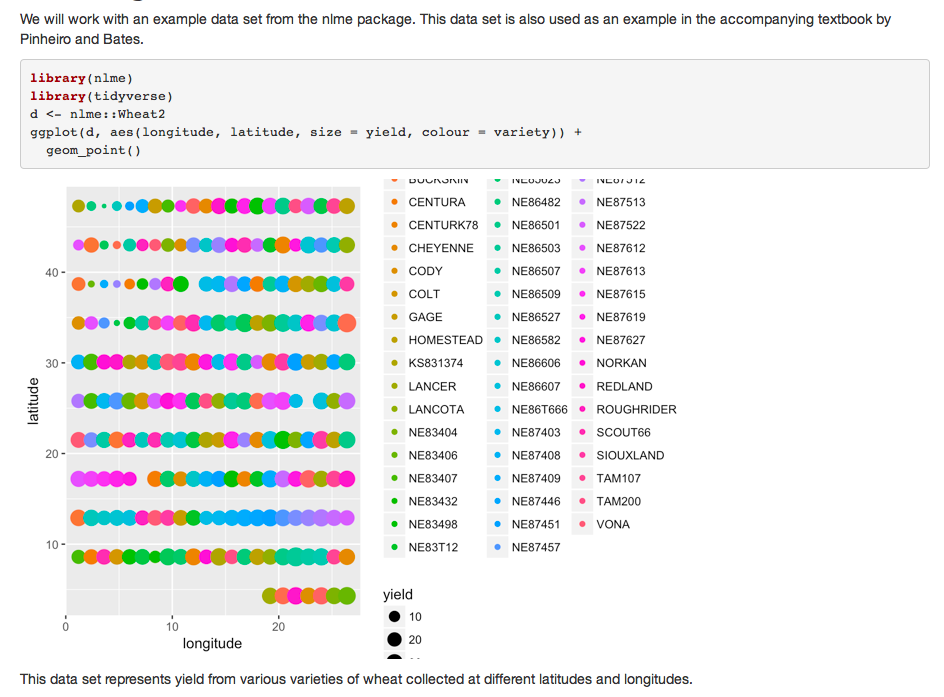 We will work with an example data set from the nlme package. This data set is also used as an example in the accompanying textbook by
Pinheiro and Bates.
library(nlme)
library(tidyverse)
d <- nlme::Wheat2
ggplot(d, aes(longitude, latitude, size = yield, colour = variety)) +
  geom_point()
BUCKSKIN NE85623 NE87512
CENTURA NE86482 NE87513
CENTURK78 NE86501 NE87522
CHEYENNE NE86503 NE87612
CODY NE86507 NE87613
COLT NE86509 NE87615
GAGE NE86527 NE87619
HOMESTEAD NE86582 NE87627
KS831374 NE86606 NORKAN
LANCER NE86607 REDLAND
LANCOTA NE86T666 ROUGHRIDER
NE83404 NE87403 SCOUT66
NE83406 NE87408 SIOUXLAND
NE83407 NE87409 TAM107
NE83432 NE87446 TAM200
NE83498 NE87451 VONA
NE83T12 NE87457
40
30
20
10
latitude
0 10 20
longitude
yield
10
20
This data set represents yield from various varieties of wheat collected at different latitudes and longitudes.